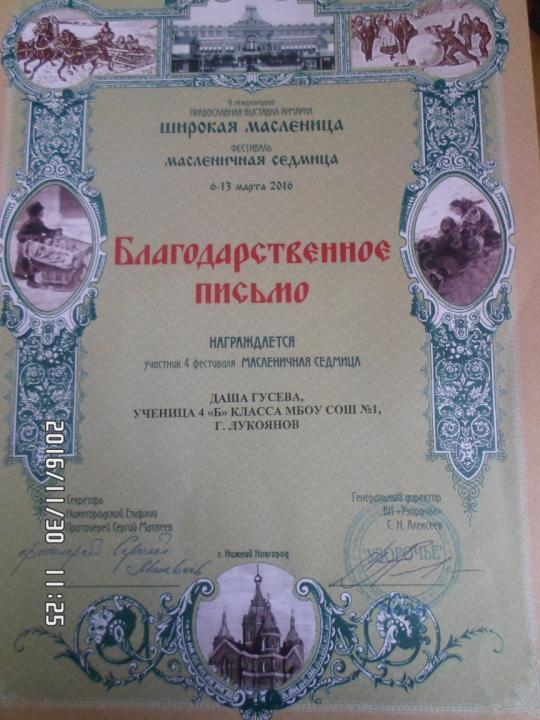 9 МЕЖДУНАРОДНАЯ
ПРАВОСЛАВНАЯ ВЫСТАВКА-ЯРМАРКА
ШИРОКАЯ МАСЛЕНИЦА
ФЕСТИВАЛЬ
МАСЛЕНИЧНАЯ СЕДМИЦА
6-13 МАРТА 2016
БЛАГОДАРСТВЕННОЕ
ПИСЬМО
НАГРАЖДАЕТСЯ
участник 4 фестиваля МАСЛЕНИЧНАЯ СЕДМИЦА
ДАША ГУСЕВА,
УЧЕНИЦА 4 «Б» КЛАССА МБОУ СОШ №1,
Г. ЛУКОЯНОВ
Секретарь
Нижегородской Епархии
Протоиерей Сергий Матвеев
протоиерей Сергий
Матвеев
Генеральный директор
ВК «Узорочье»
С. Н. Алексеев
"УЗОРОЧЬЕ"
г. Нижний Новгород
2016/11/30 11:25